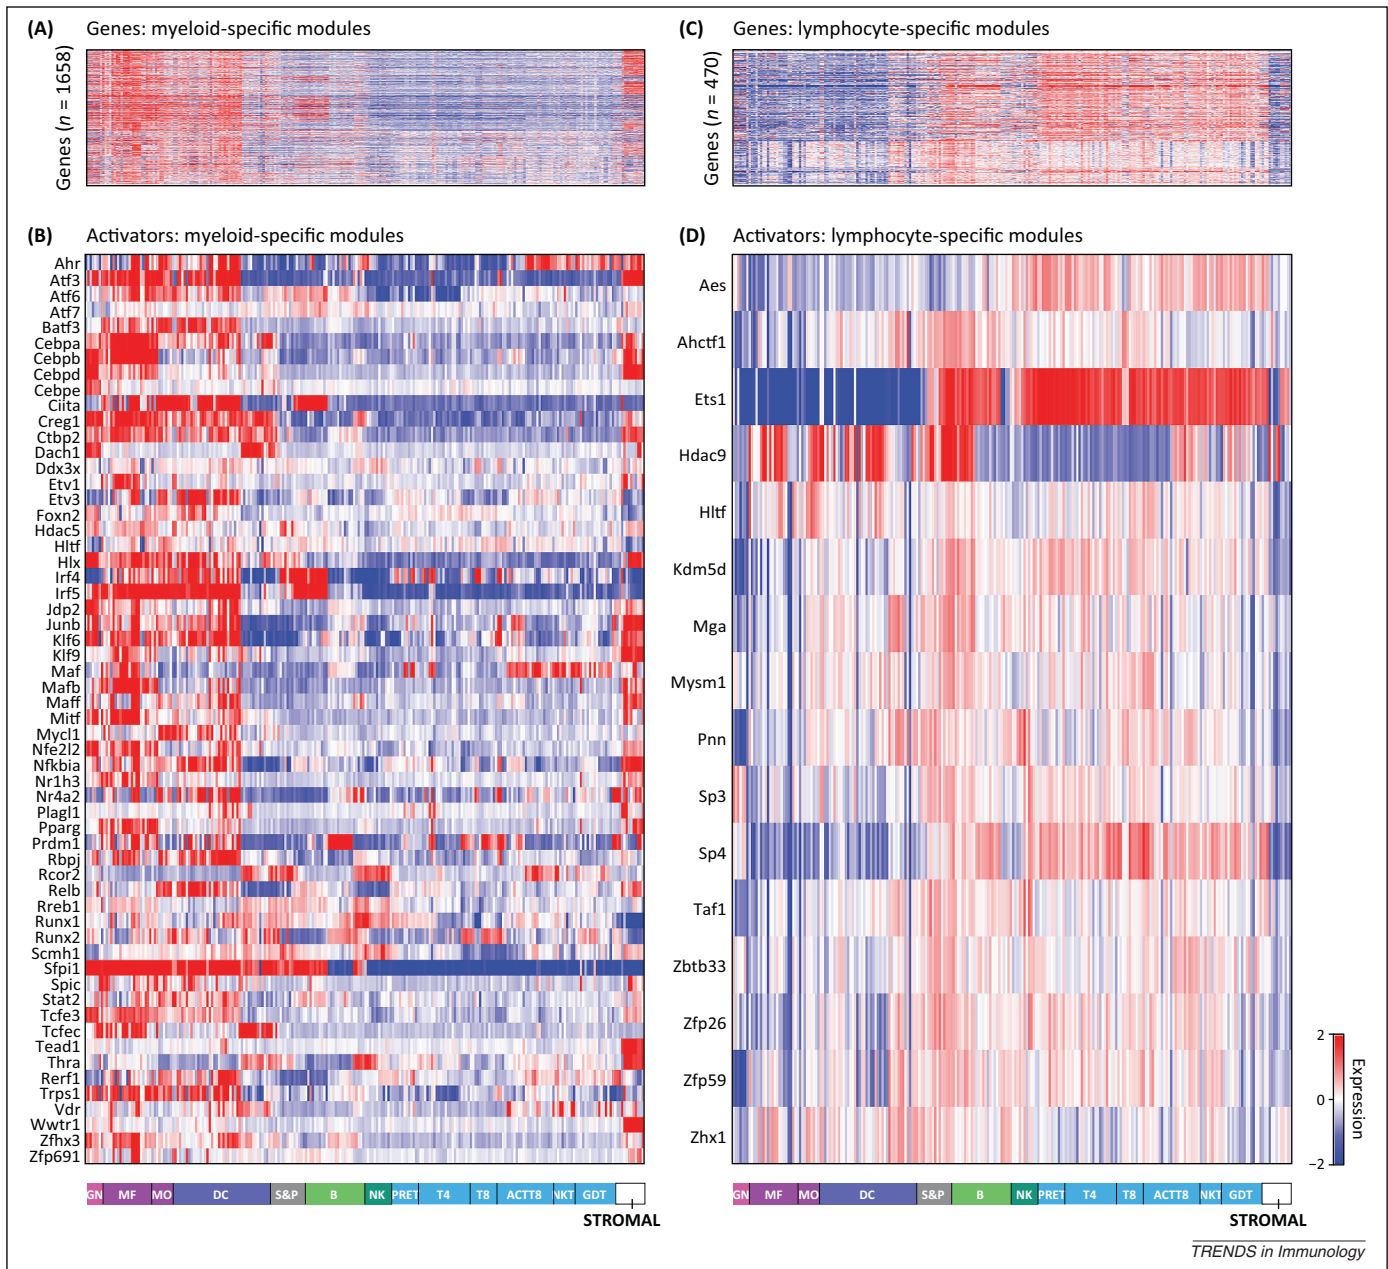 (A) Genes: myeloid-specific modules
Genes (n = 1658)
(B) Activators: myeloid-specific modules
Ahr
Atf3
Atf6
Atf7
Batf3
Cebpa
Cebpb
Cebpd
Cebpe
Ciita
Creg1
Ctbp2
Dach1
Ddx3x
Etv1
Etv3
Foxn2
Hdac5
Hltf
Hlx
Irf4
Irf5
Jdp2
Junb
Klf6
Klf9
Maf
Mafb
Maff
Mitf
Mycl1
Nfe2l2
Nfkbia
Nr1h3
Nr4a2
Plagl1
Pparg
Prdm1
Rbpj
Rcor2
Relb
Rreb1
Runx1
Runx2
Scmh1
Sfpi1
Spic
Stat2
Tcfe3
Tcfec
Tead1
Thra
Rerf1
Trps1
Vdr
Wwtr1
Zfhx3
Zfp691
GN MF MO DC S&P B NK PRET T4 T8 ACTT8 NKT GDT
STROMAL
(C) Genes: lymphocyte-specific modules
Genes (n = 470)
(D) Activators: lymphocyte-specific modules
Aes
Ahctf1
Ets1
Hdac9
Hltf
Kdm5d
Mga
Mysm1
Pnn
Sp3
Sp4
Taf1
Zbtb33
Zfp26
Zfp59
Zhx1
GN MF MO DC S&P B NK PRET T4 T8 ACTT8 NKT GDT
STROMAL
2
0
−2
Expression
TRENDS in Immunology